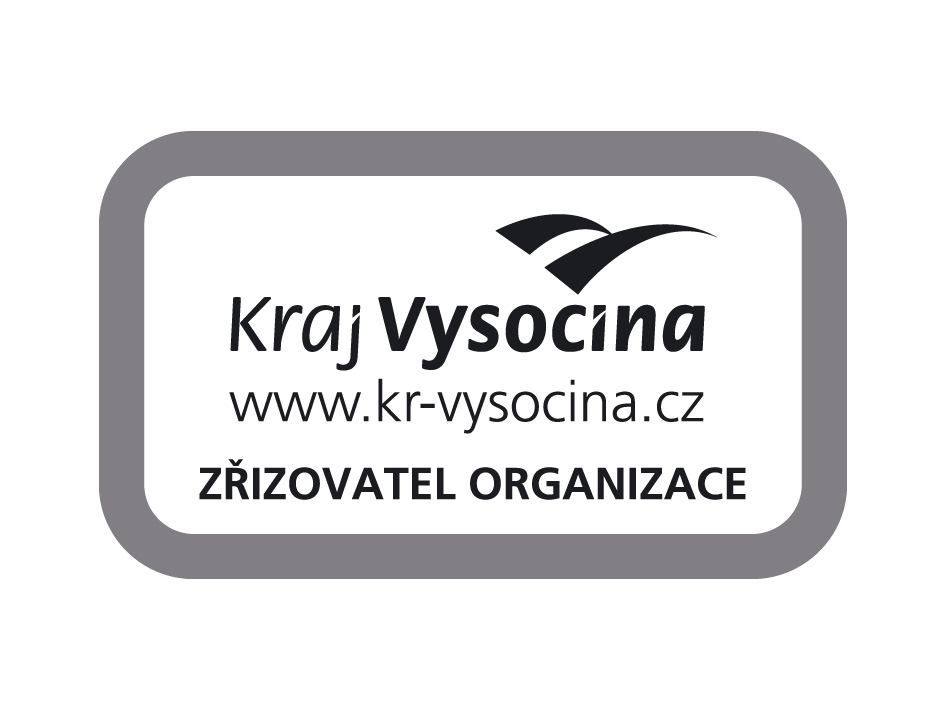 Kraj Vysocina
www.kr-vysocina.cz
ZŘIZOVATEL ORGANIZACE